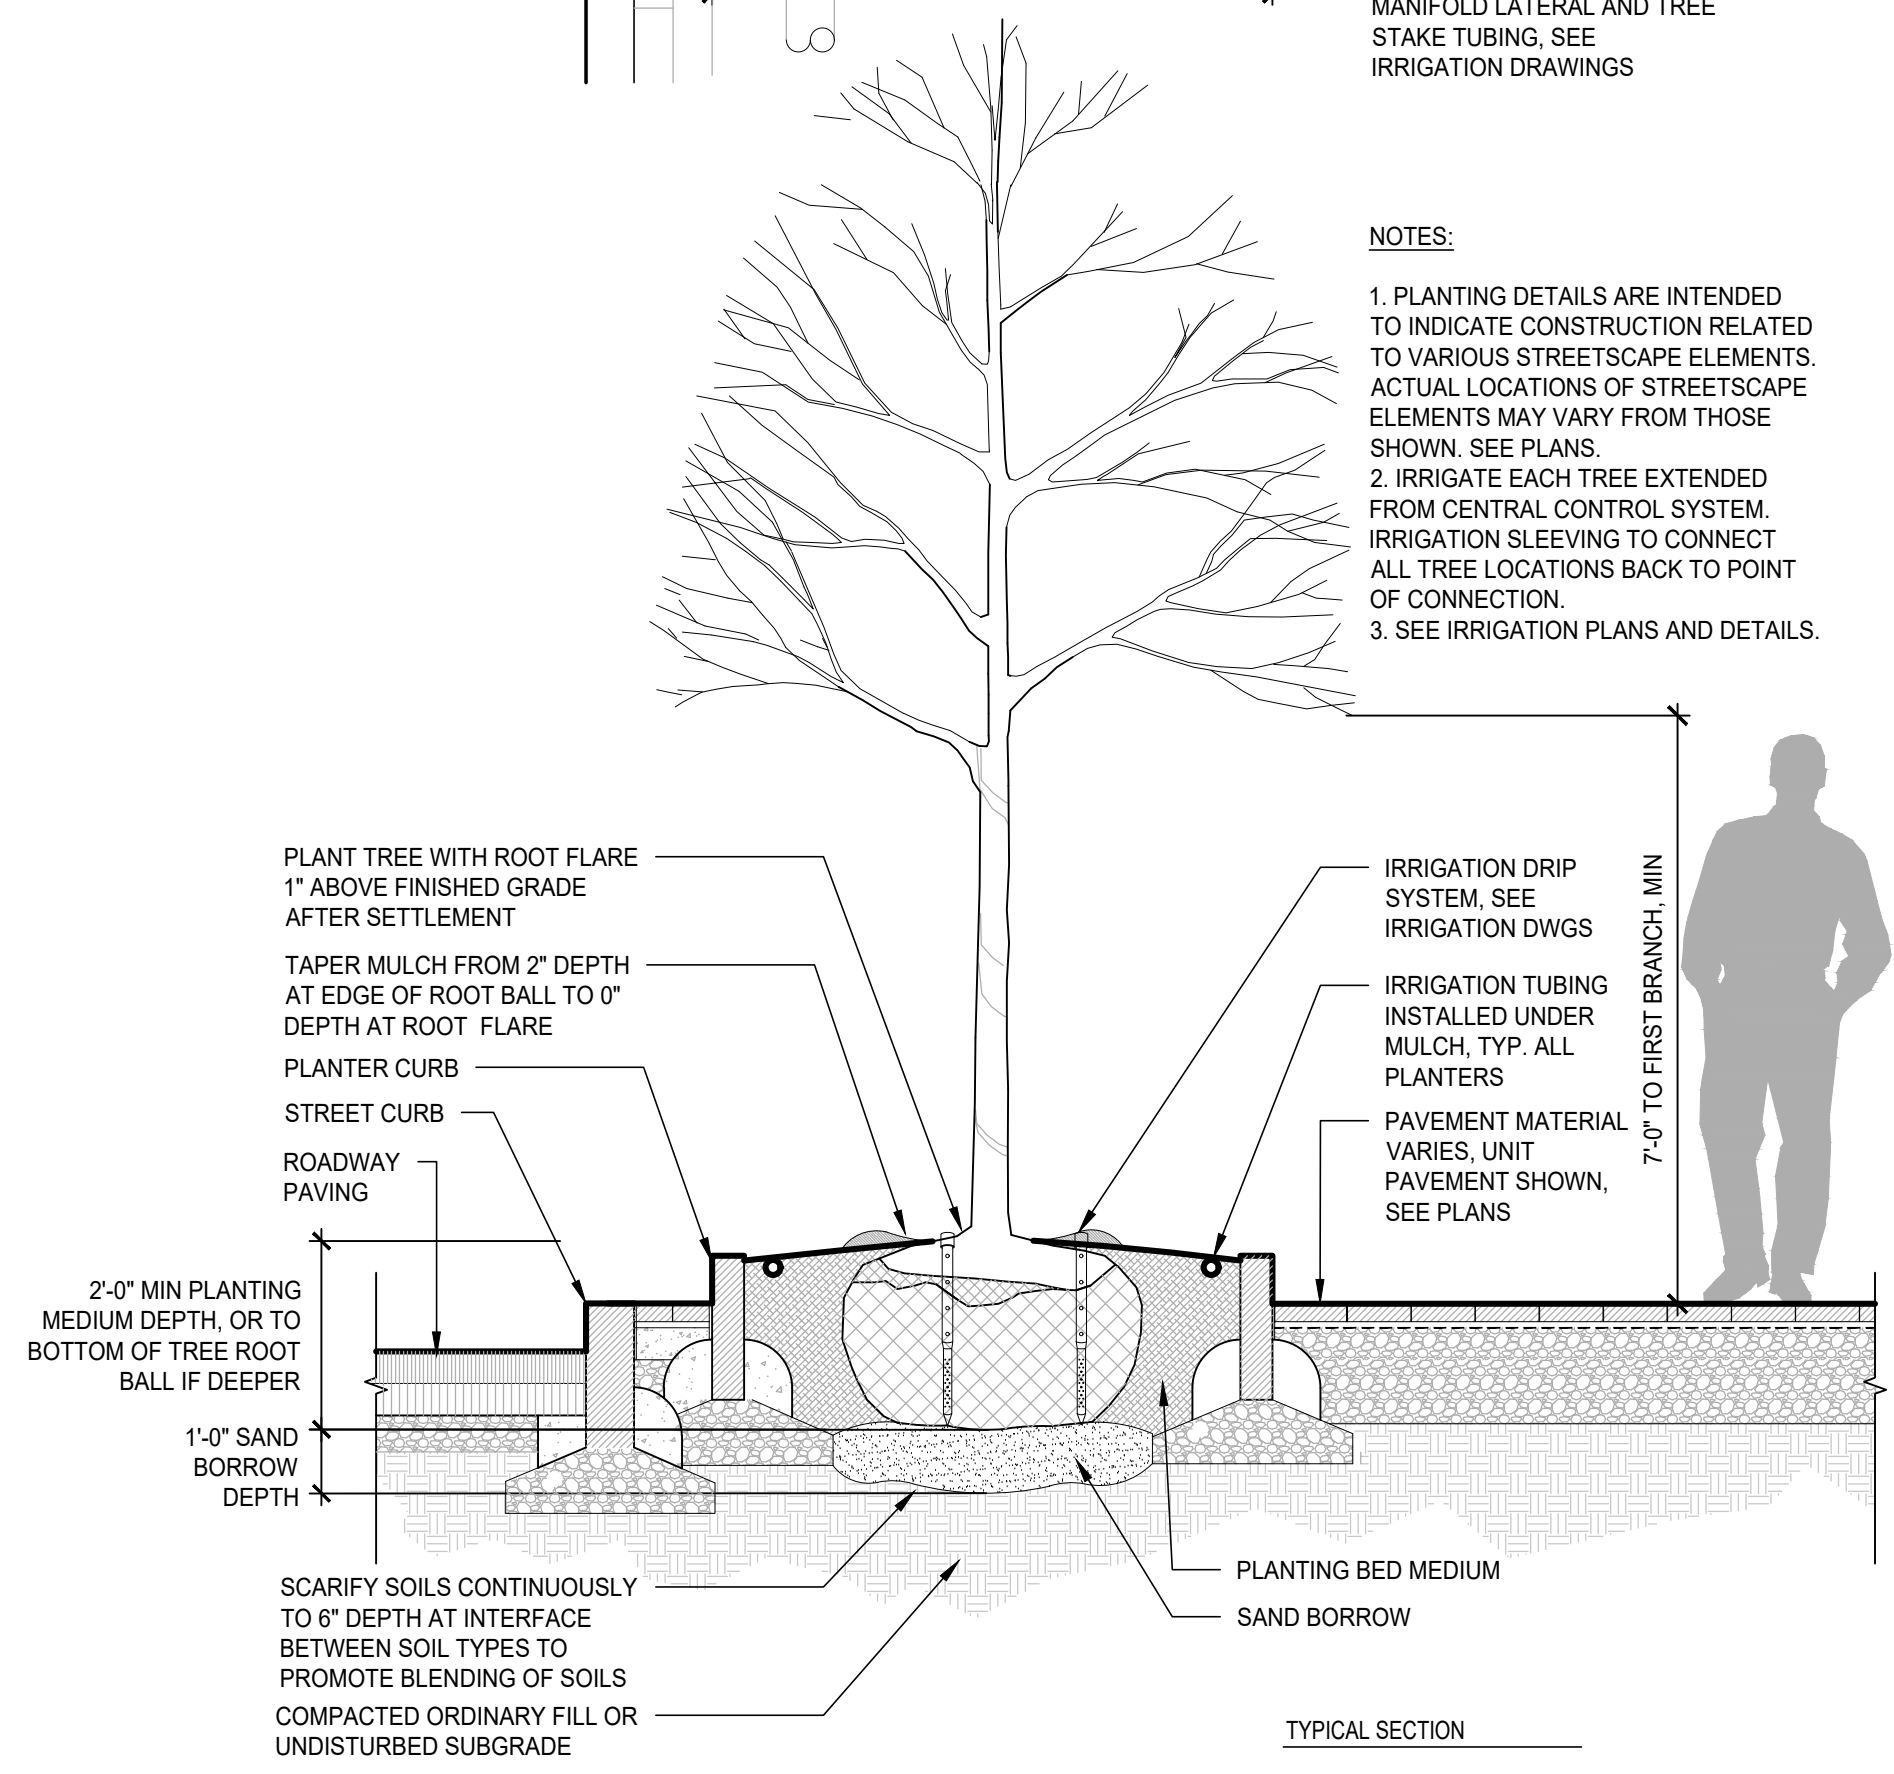 MANIFOLD LATERAL AND TREE
STAKE TUBING, SEE
IRRIGATION DRAWINGS
NOTES:
1. PLANTING DETAILS ARE INTENDED
TO INDICATE CONSTRUCTION RELATED
TO VARIOUS STREETSCAPE ELEMENTS.
ACTUAL LOCATIONS OF STREETSCAPE
ELEMENTS MAY VARY FROM THOSE
SHOWN. SEE PLANS.
2. IRRIGATE EACH TREE EXTENDED
FROM CENTRAL CONTROL SYSTEM.
IRRIGATION SLEEVING TO CONNECT
ALL TREE LOCATIONS BACK TO POINT
OF CONNECTION.
3. SEE IRRIGATION PLANS AND DETAILS.
PLANT TREE WITH ROOT FLARE
1" ABOVE FINISHED GRADE
AFTER SETTLEMENT
TAPER MULCH FROM 2" DEPTH
AT EDGE OF ROOT BALL TO 0"
DEPTH AT ROOT FLARE
PLANTER CURB
STREET CURB
ROADWAY
PAVING
2'-0" MIN PLANTING
MEDIUM DEPTH, OR TO
BOTTOM OF TREE ROOT
BALL IF DEEPER
1'-0" SAND
BORROW
DEPTH
SCARIFY SOILS CONTINUOUSLY
TO 6" DEPTH AT INTERFACE
BETWEEN SOIL TYPES TO
PROMOTE BLENDING OF SOILS
COMPACTED ORDINARY FILL OR
UNDISTURBED SUBGRADE
IRRIGATION DRIP
SYSTEM, SEE
IRRIGATION DWGS
IRRIGATION TUBING
INSTALLED UNDER
MULCH, TYP. ALL
PLANTERS
PAVEMENT MATERIAL
VARIES, UNIT
PAVEMENT SHOWN,
SEE PLANS
7'-0" TO FIRST BRANCH, MIN
PLANTING BED MEDIUM
SAND BORROW
TYPICAL SECTION